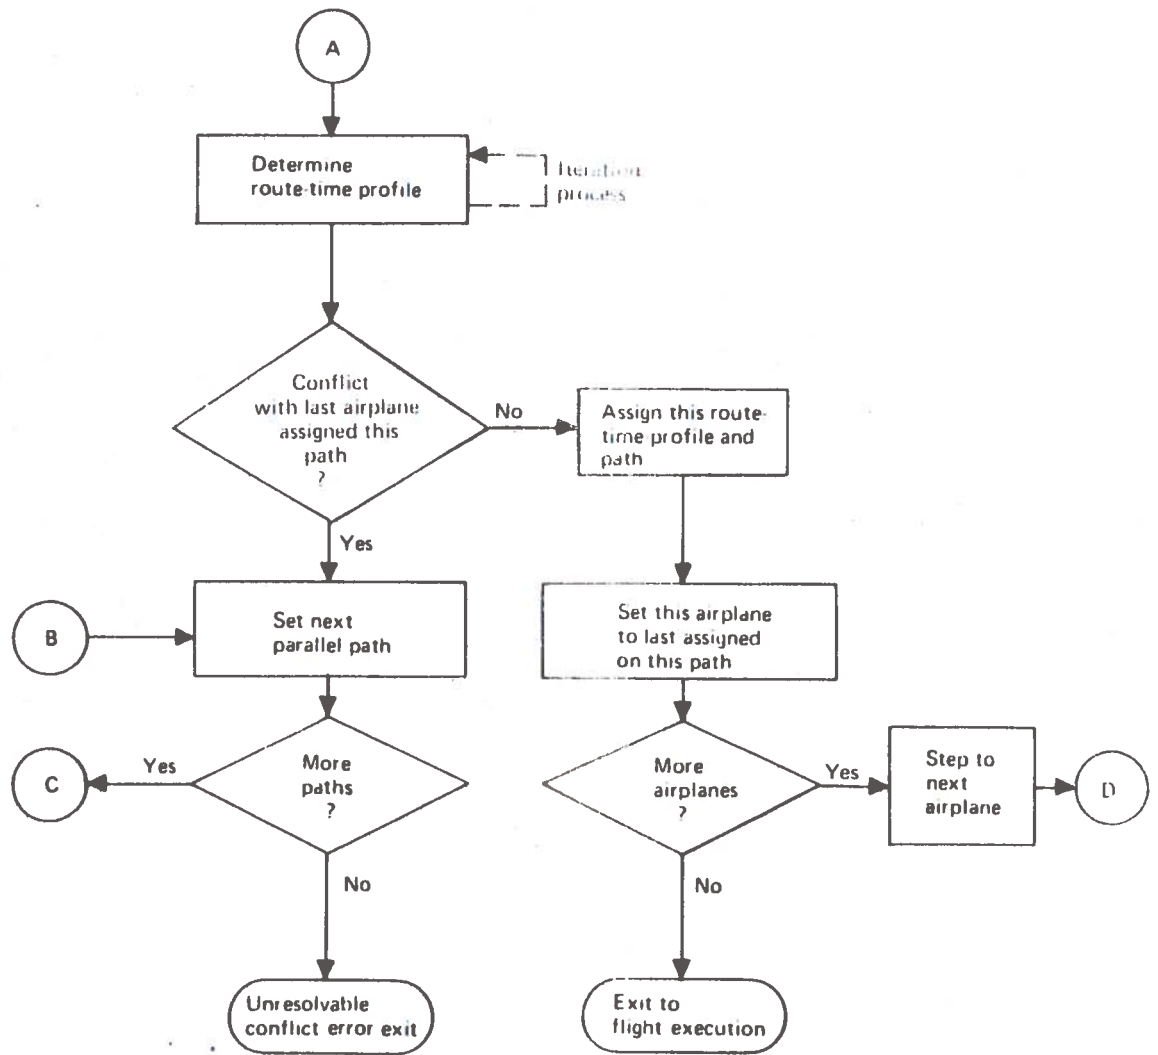 A
Determine
route-time profile
Iteration
process
Conflict
with last airplane
assigned this
path
?
No
Assign this route-
time profile and
path
Yes
B
Set next
parallel path
Set this airplane
to last assigned
on this path
C
Yes
More
paths
?
More
airplanes
?
Yes
Step to
next
airplane
D
No
No
Unresolvable
conflict error exit
Exit to
flight execution